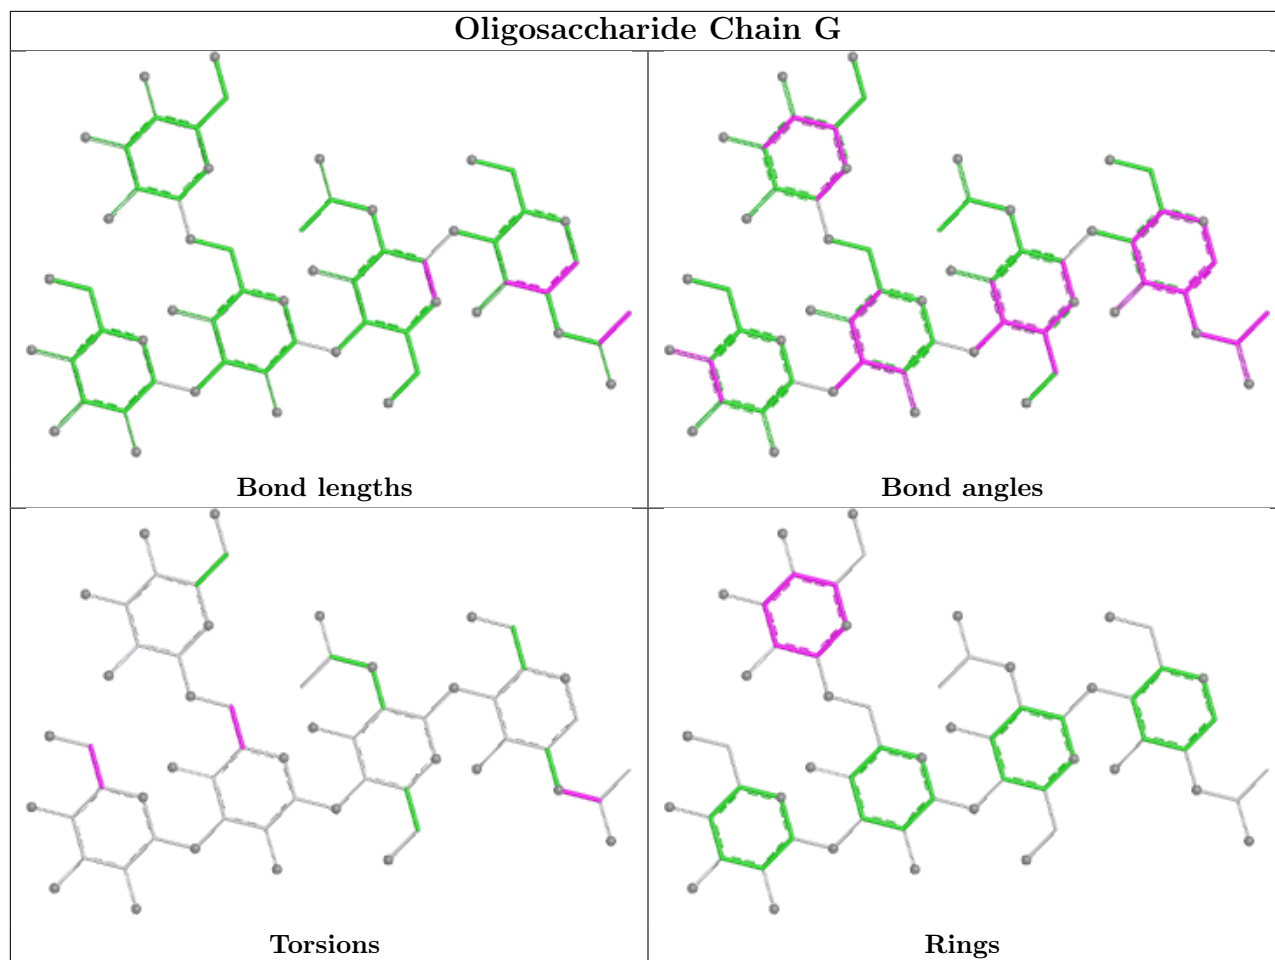 Oligosaccharide Chain G
Bond lengths
Bond angles
Torsions
Rings